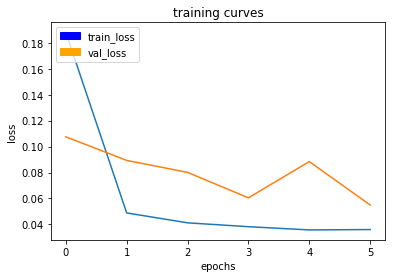 training curves
train_loss
val_loss
0.18
0.16
0.14
0.12
0.10
0.08
0.06
0.04
loss
0 1 2 3 4 5
epochs